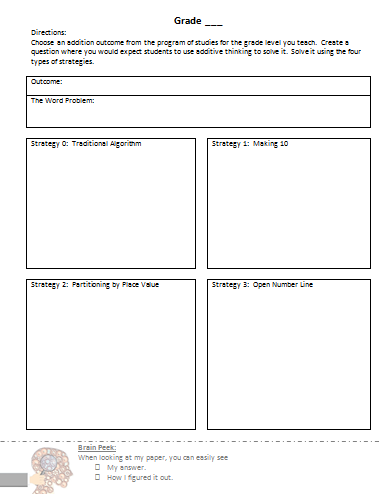 Grade ___
Directions:
Choose an addition outcome from the program of studies for the grade level you teach. Create a
question where you would expect students to use additive thinking to solve it. Solve it using the four
types of strategies.
Outcome:
The Word Problem:
Strategy 0: Traditional Algorithm
Strategy 1: Making 10
Strategy 2: Partitioning by Place Value
Strategy 3: Open Number Line
Brain Peek:
When looking at my paper, you can easily see
☐ My answer.
☐ How I figured it out.